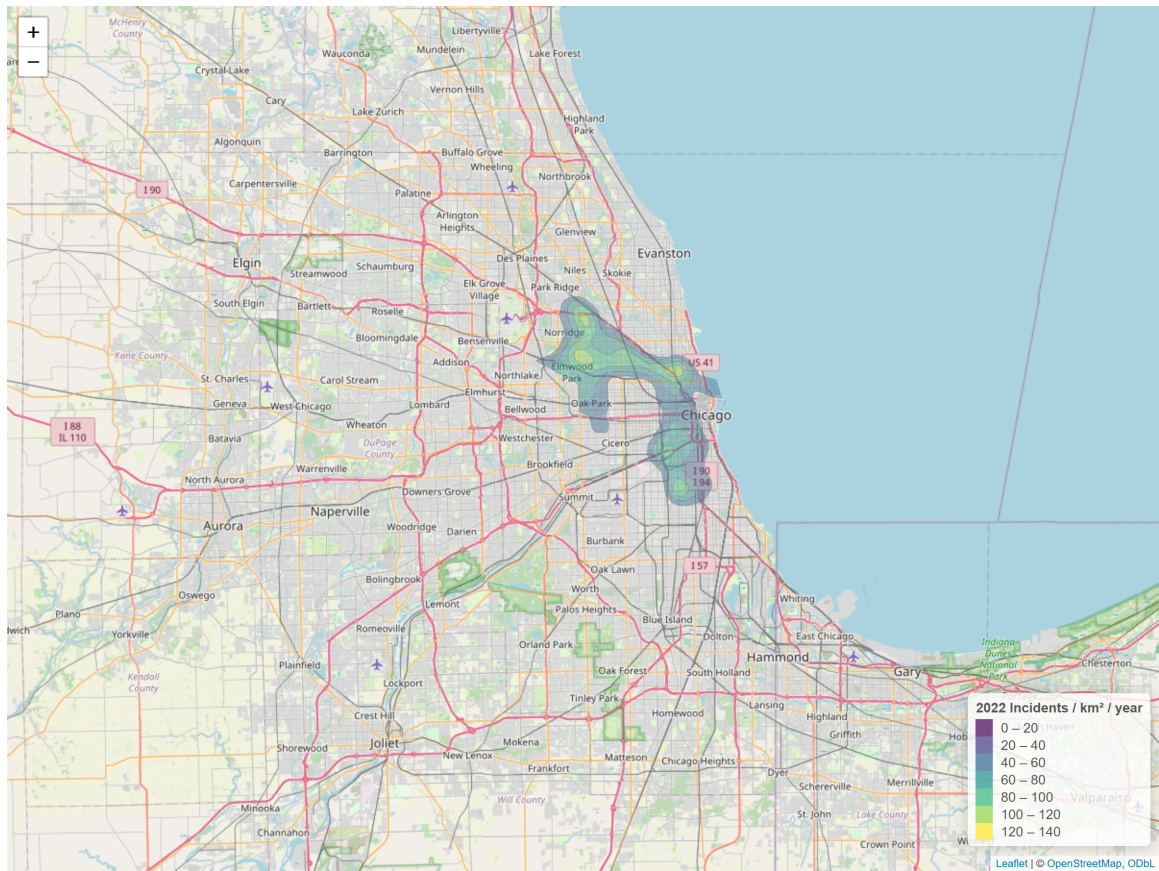 +
−
McHenry
County
Libertyville
Wauconda
Mundelein
Lake Forest
Crystal Lake
Vernon Hills
Cary
Lake Zurich
Highland
Park
Algonquin
Barrington
Buffalo Grove
Wheeling
Northbrook
Carpentersville
I 90
Palatine
Arlington
Heights
Glenview
Evanston
Des Plaines
Elgin
Streamwood
Schaumburg
Niles
Skokie
Elk Grove
Village
Park Ridge
South Elgin
Bartlett
Roselle
Norridge
Bloomingdale
Bensenville
Kane County
Addison
US 41
Elmwood
Park
Northlake
St. Charles
Carol Stream
Elmhurst
Geneva
West Chicago
Lombard
Bellwood
Oak Park
Chicago
I 88
IL 110
Wheaton
Batavia
DuPage
County
Westchester
Cicero
Warrenville
Brookfield
I 90
I 94
North Aurora
Downers Grove
Summit
Naperville
Aurora
Woodridge
Darien
Burbank
I 57
Oak Lawn
Bolingbrook
Worth
Oswego
Lemont
Palos Heights
Whiting
Plano
Blue Island
dwich
Yorkville
Romeoville
Dolton
East Chicago
Orland Park
Indiana
Dunes
National
Park
Hammond
Plainfield
Chesterton
Oak Forest
South Holland
Gary
Kendall
County
Lockport
Tinley Park
Lansing
Crest Hill
Homewood
Highland
Joliet
Mokena
Griffith
Shorewood
New Lenox
Matteson
Chicago Heights
Frankfort
Dyer
Schererville
Merrillville
Valparaiso
Will County
Minooka
St. John
Lake County
Channahon
Crown Point
2022 Incidents / km² / year
0 – 20
20 – 40
40 – 60
60 – 80
80 – 100
100 – 120
120 – 140
Leaflet | © OpenStreetMap, ODbL